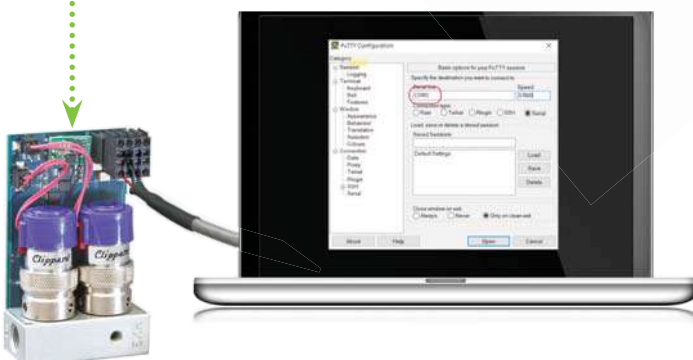 PuTTY Configuration
Category:
Session
Logging
Terminal
Keyboard
Bell
Features
Window
Appearance
Behaviour
Translation
Selection
Colours
Connection
Data
Proxy
Telnet
Rlogin
SSH
Serial
Basic options for your PuTTY session
Specify the destination you want to connect to
Serial line
Speed
Connection type:
Raw
Telnet
Rlogin
SSH
Serial
Load, save or delete a stored session
Saved Sessions
Default Settings
Load
Save
Delete
Close window on exit:
Always
Never
Only on clean exit
About
Help
Open
Cancel
Clippard
Clippard